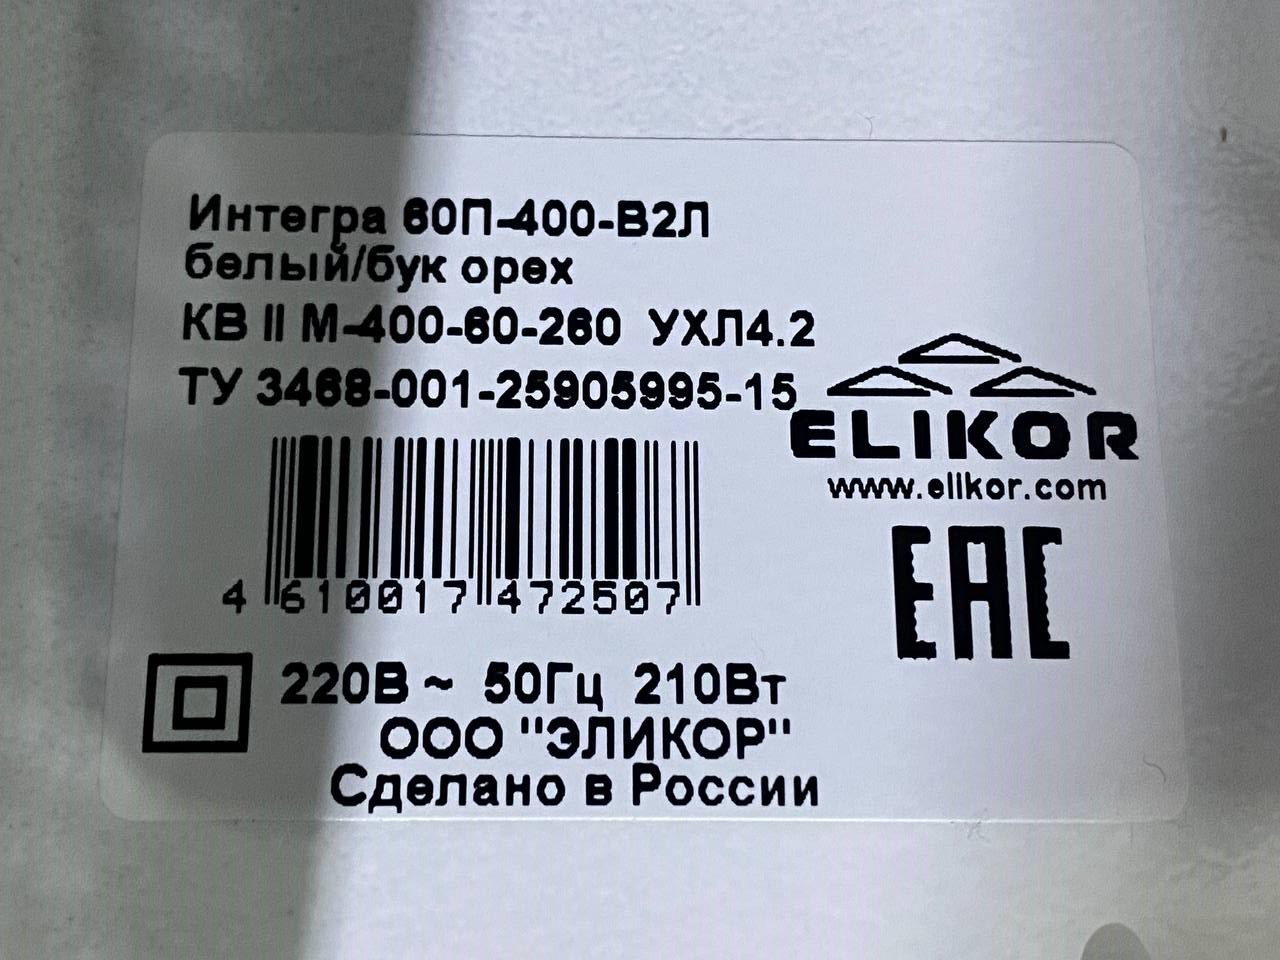 Интегра 60П-400-В2Л
белый/бук орех
КВ II М-400-60-260 УХЛ4.2
ТУ 3468-001-25905995-15
ELIKOR
www.elikor.com
4 610017 472507
EAC
220В ~ 50Гц 210Вт
ООО "ЭЛИКОР"
Сделано в России